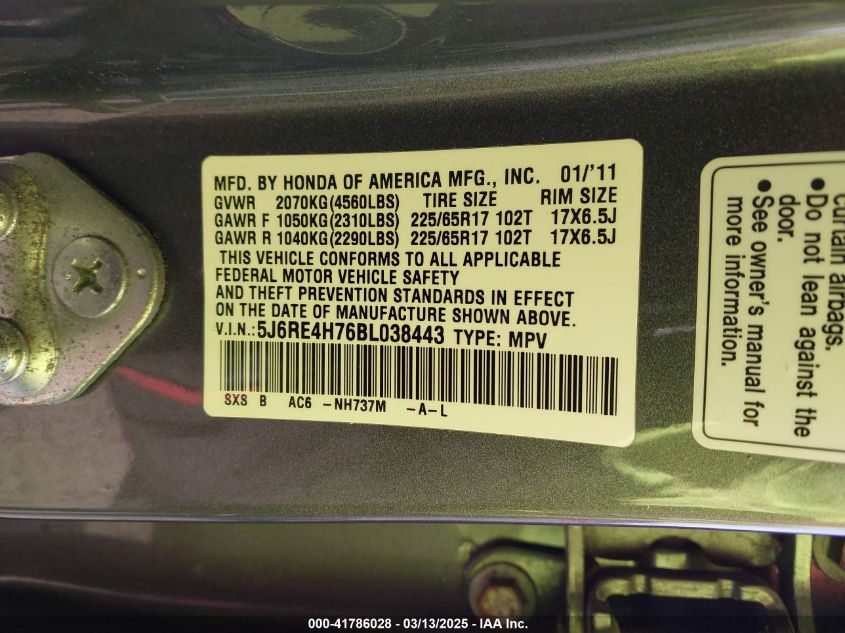 MFD. BY HONDA OF AMERICA MFG., INC. 01/'11
GVWR 2070KG(4560LBS) TIRE SIZE RIM SIZE
GAWR F 1050KG(2310LBS) 225/65R17 102T 17X6.5J
GAWR R 1040KG(2290LBS) 225/65R17 102T 17X6.5J
THIS VEHICLE CONFORMS TO ALL APPLICABLE
FEDERAL MOTOR VEHICLE SAFETY
AND THEFT PREVENTION STANDARDS IN EFFECT
ON THE DATE OF MANUFACTURE SHOWN ABOVE.
V.I.N.:5J6RE4H76BL038443 TYPE: MPV
SXS B AC6 -NH737M -A-L
curtain airbags.
• Do not lean against the
door.
• See owner's manual for
more information.
000-41786028 - 03/13/2025 - IAA Inc.